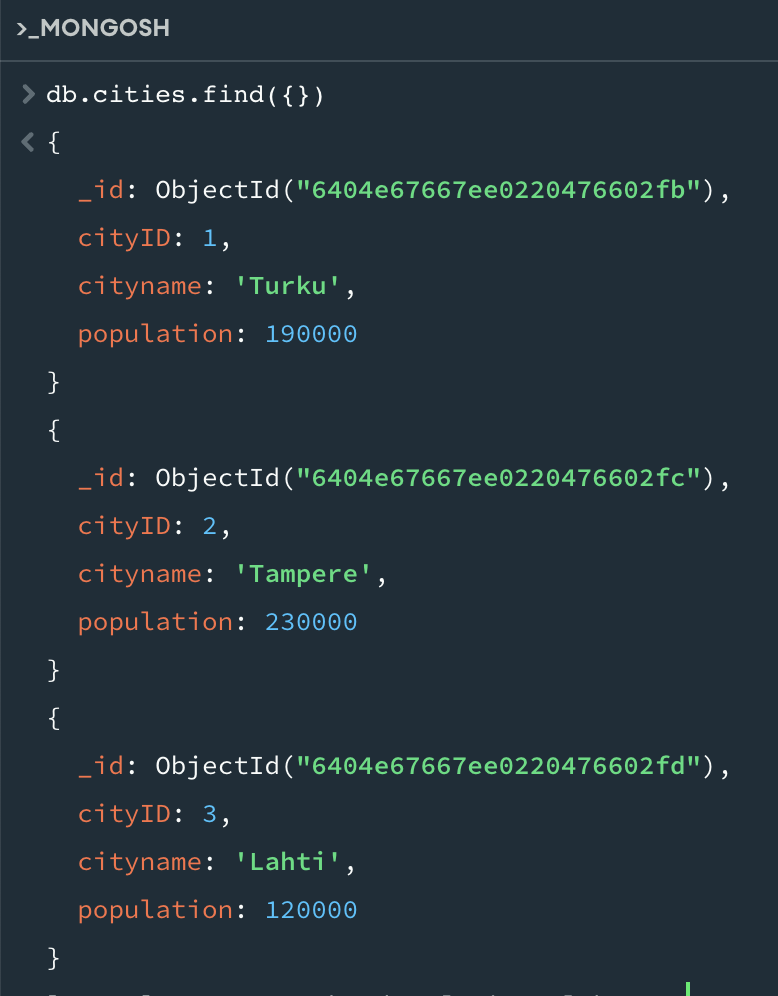 >_MONGOSH
> db.cities.find({})
< {
_id: ObjectId("6404e67667ee0220476602fb"),
cityID: 1,
cityname: 'Turku',
population: 190000
}
{
_id: ObjectId("6404e67667ee0220476602fc"),
cityID: 2,
cityname: 'Tampere',
population: 230000
}
{
_id: ObjectId("6404e67667ee0220476602fd"),
cityID: 3,
cityname: 'Lahti',
population: 120000
}